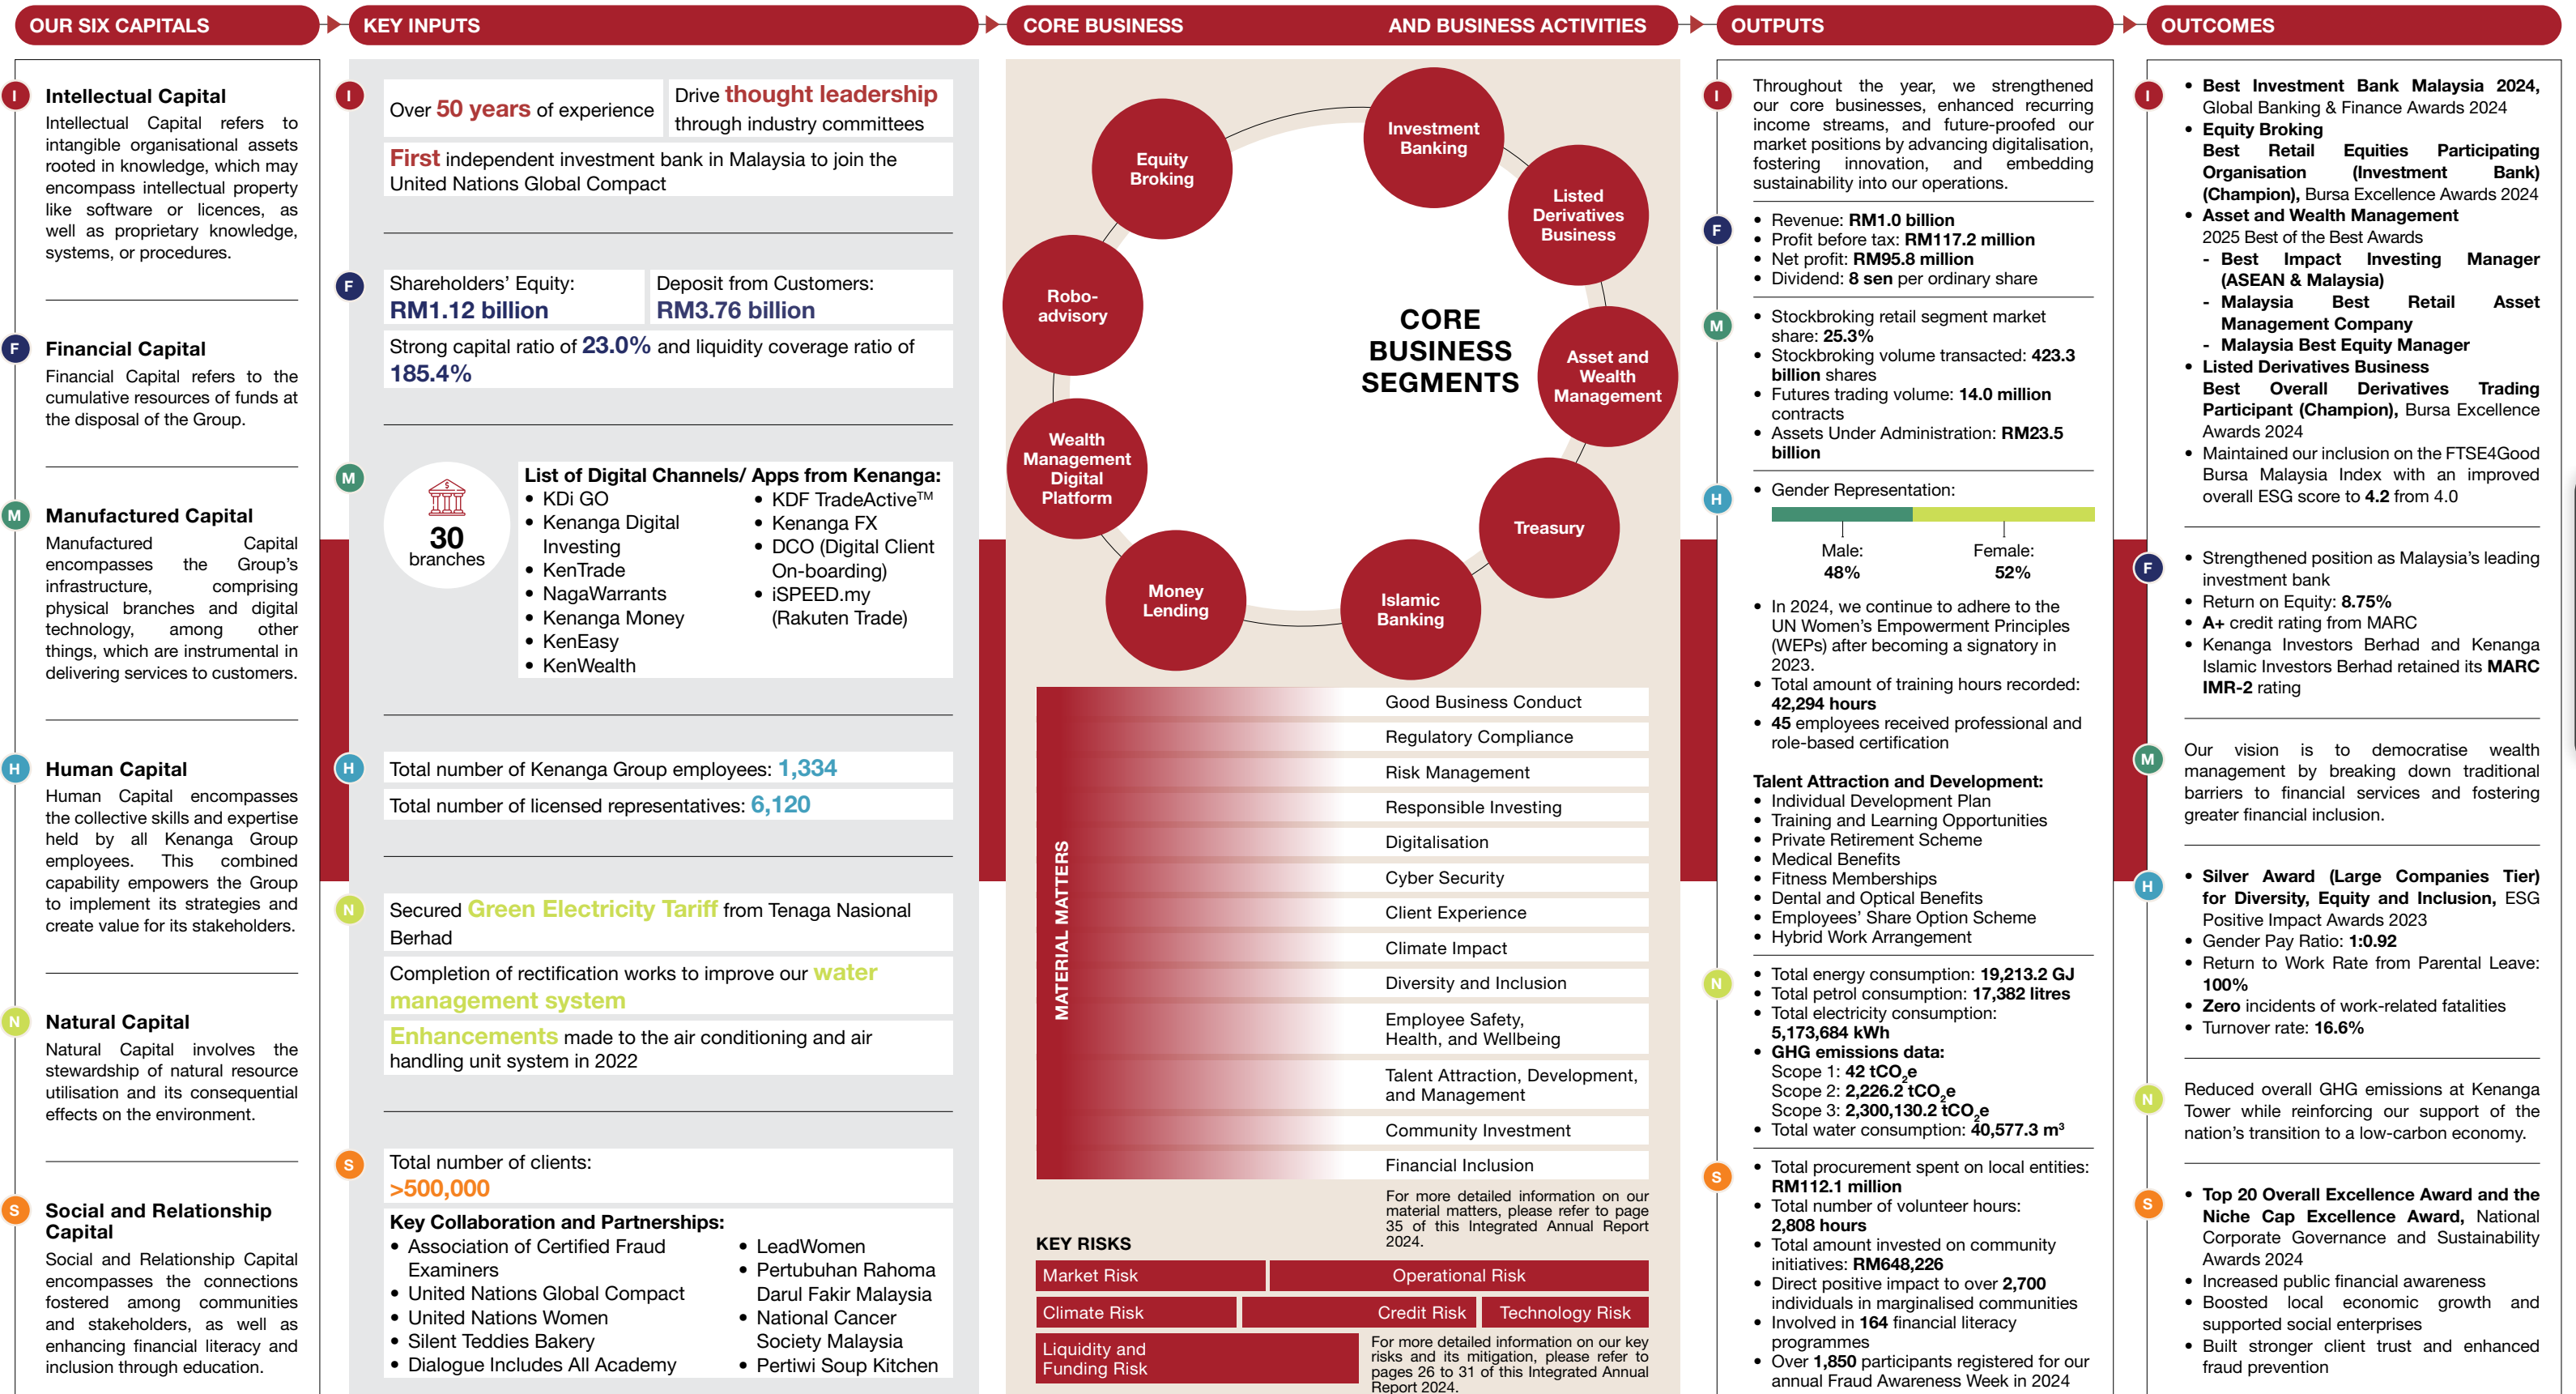 OUR SIX CAPITALS
I
Intellectual Capital
Intellectual Capital refers to
intangible organisational assets
rooted in knowledge, which may
encompass intellectual property
like software or licences, as
well as proprietary knowledge,
systems, or procedures.
F
Financial Capital
Financial Capital refers to the
cumulative resources of funds at
the disposal of the Group.
M
Manufactured Capital
Manufactured Capital
encompasses the Group's
infrastructure, comprising
physical branches and digital
technology, among other
things, which are instrumental in
delivering services to customers.
H
Human Capital
Human Capital encompasses
the collective skills and expertise
held by all Kenanga Group
employees. This combined
capability empowers the Group
to implement its strategies and
create value for its stakeholders.
N
Natural Capital
Natural Capital involves the
stewardship of natural resource
utilisation and its consequential
effects on the environment.
S
Social and Relationship
Capital
Social and Relationship Capital
encompasses the connections
fostered among communities
and stakeholders, as well as
enhancing financial literacy and
inclusion through education.
KEY INPUTS
I
Over 50 years of experience
Drive thought leadership
through industry committees
First independent investment bank in Malaysia to join the
United Nations Global Compact
F
Shareholders' Equity:
RM1.12 billion
Deposit from Customers:
RM3.76 billion
Strong capital ratio of 23.0% and liquidity coverage ratio of
185.4%
M
30
branches
List of Digital Channels/ Apps from Kenanga:
• KDi GO
• Kenanga Digital
Investing
• KenTrade
• NagaWarrants
• Kenanga Money
• KenEasy
• KenWealth
• KDF TradeActive™
• Kenanga FX
• DCO (Digital Client
On-boarding)
• iSPEED.my
(Rakuten Trade)
H
Total number of Kenanga Group employees: 1,334
Total number of licensed representatives: 6,120
N
Secured Green Electricity Tariff from Tenaga Nasional
Berhad
Completion of rectification works to improve our water
management system
Enhancements made to the air conditioning and air
handling unit system in 2022
S
Total number of clients:
>500,000
Key Collaboration and Partnerships:
• Association of Certified Fraud
Examiners
• United Nations Global Compact
• United Nations Women
• Silent Teddies Bakery
• Dialogue Includes All Academy
• LeadWomen
• Pertubuhan Rahoma
Darul Fakir Malaysia
• National Cancer
Society Malaysia
• Pertiwi Soup Kitchen
CORE BUSINESS AND BUSINESS ACTIVITIES
CORE
BUSINESS
SEGMENTS
Investment
Banking
Listed
Derivatives
Business
Asset and
Wealth
Management
Treasury
Islamic
Banking
Money
Lending
Wealth
Management
Digital
Platform
Robo-
advisory
Equity
Broking
MATERIAL MATTERS
Good Business Conduct
Regulatory Compliance
Risk Management
Responsible Investing
Digitalisation
Cyber Security
Client Experience
Climate Impact
Diversity and Inclusion
Employee Safety,
Health, and Wellbeing
Talent Attraction, Development,
and Management
Community Investment
Financial Inclusion
For more detailed information on our
material matters, please refer to page
35 of this Integrated Annual Report
2024.
KEY RISKS
Market Risk
Operational Risk
Climate Risk
Credit Risk
Technology Risk
Liquidity and
Funding Risk
For more detailed information on our key
risks and its mitigation, please refer to
pages 26 to 31 of this Integrated Annual
Report 2024.
OUTPUTS
I
Throughout the year, we strengthened
our core businesses, enhanced recurring
income streams, and future-proofed our
market positions by advancing digitalisation,
fostering innovation, and embedding
sustainability into our operations.
F
• Revenue: RM1.0 billion
• Profit before tax: RM117.2 million
• Net profit: RM95.8 million
• Dividend: 8 sen per ordinary share
M
• Stockbroking retail segment market
share: 25.3%
• Stockbroking volume transacted: 423.3
billion shares
• Futures trading volume: 14.0 million
contracts
• Assets Under Administration: RM23.5
billion
H
• Gender Representation:
Male:
48%
Female:
52%
• In 2024, we continue to adhere to the
UN Women's Empowerment Principles
(WEPs) after becoming a signatory in
2023.
• Total amount of training hours recorded:
42,294 hours
• 45 employees received professional and
role-based certification
Talent Attraction and Development:
• Individual Development Plan
• Training and Learning Opportunities
• Private Retirement Scheme
• Medical Benefits
• Fitness Memberships
• Dental and Optical Benefits
• Employees' Share Option Scheme
• Hybrid Work Arrangement
N
• Total energy consumption: 19,213.2 GJ
• Total petrol consumption: 17,382 litres
• Total electricity consumption:
5,173,684 kWh
• GHG emissions data:
Scope 1: 42 tCO₂e
Scope 2: 2,226.2 tCO₂e
Scope 3: 2,300,130.2 tCO₂e
• Total water consumption: 40,577.3 m³
S
• Total procurement spent on local entities:
RM112.1 million
• Total number of volunteer hours:
2,808 hours
• Total amount invested on community
initiatives: RM648,226
• Direct positive impact to over 2,700
individuals in marginalised communities
• Involved in 164 financial literacy
programmes
• Over 1,850 participants registered for our
annual Fraud Awareness Week in 2024
OUTCOMES
I
• Best Investment Bank Malaysia 2024,
Global Banking & Finance Awards 2024
• Equity Broking
Best Retail Equities Participating
Organisation (Investment Bank)
(Champion), Bursa Excellence Awards 2024
• Asset and Wealth Management
2025 Best of the Best Awards
- Best Impact Investing Manager
(ASEAN & Malaysia)
- Malaysia Best Retail Asset
Management Company
- Malaysia Best Equity Manager
• Listed Derivatives Business
Best Overall Derivatives Trading
Participant (Champion), Bursa Excellence
Awards 2024
• Maintained our inclusion on the FTSE4Good
Bursa Malaysia Index with an improved
overall ESG score to 4.2 from 4.0
F
• Strengthened position as Malaysia's leading
investment bank
• Return on Equity: 8.75%
• A+ credit rating from MARC
• Kenanga Investors Berhad and Kenanga
Islamic Investors Berhad retained its MARC
IMR-2 rating
M
Our vision is to democratise wealth
management by breaking down traditional
barriers to financial services and fostering
greater financial inclusion.
H
• Silver Award (Large Companies Tier)
for Diversity, Equity and Inclusion, ESG
Positive Impact Awards 2023
• Gender Pay Ratio: 1:0.92
• Return to Work Rate from Parental Leave:
100%
• Zero incidents of work-related fatalities
• Turnover rate: 16.6%
N
Reduced overall GHG emissions at Kenanga
Tower while reinforcing our support of the
nation's transition to a low-carbon economy.
S
• Top 20 Overall Excellence Award and the
Niche Cap Excellence Award, National
Corporate Governance and Sustainability
Awards 2024
• Increased public financial awareness
• Boosted local economic growth and
supported social enterprises
• Built stronger client trust and enhanced
fraud prevention